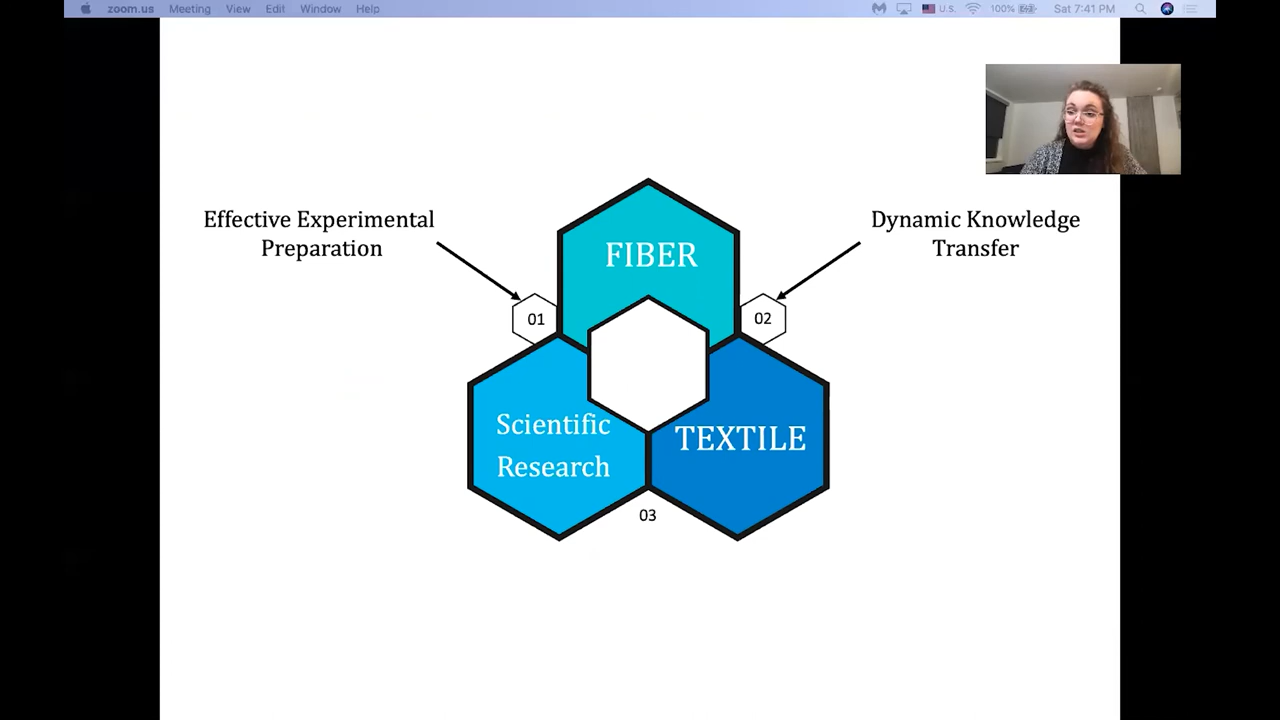 zoom.us Meeting View Edit Window Help U.S. 100% Sat 7:41 PM
Effective Experimental
Preparation
Dynamic Knowledge
Transfer
FIBER
01
02
Scientific
Research
TEXTILE
03